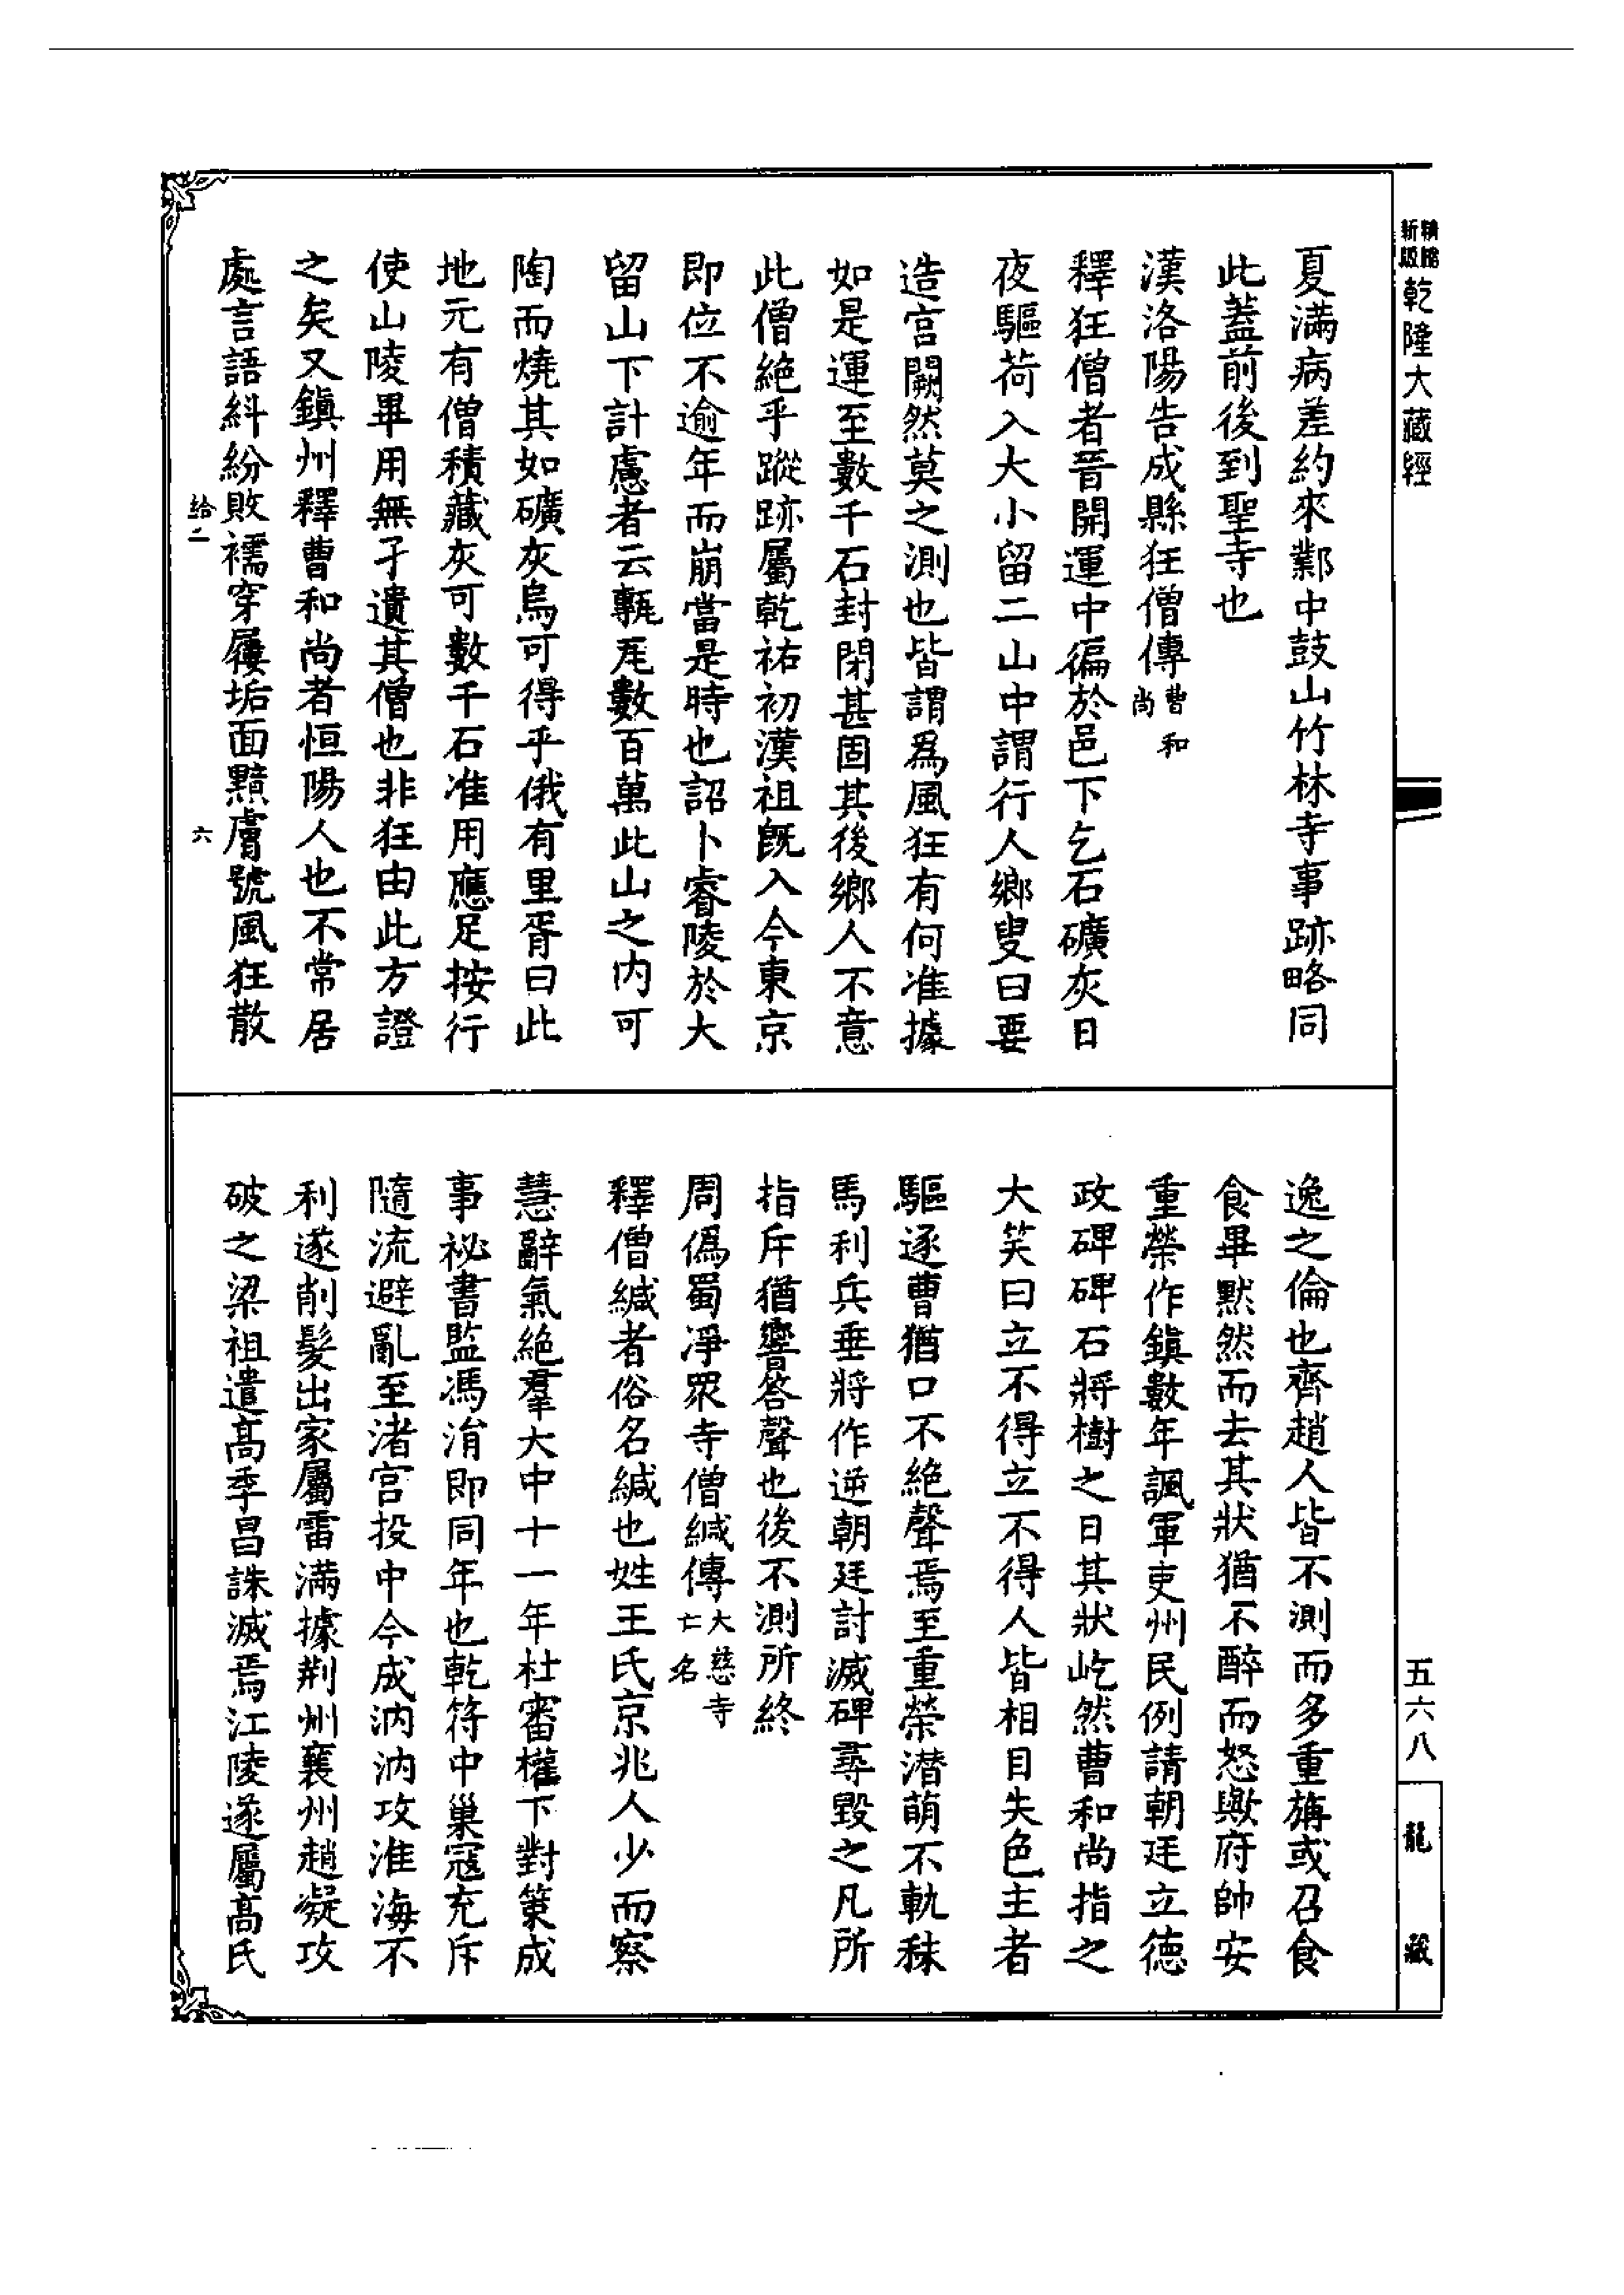 新版
精縮
乾隆大藏經
夏滿病差約來鄴中鼓山竹林寺事跡略同
此蓋前後到聖寺也
漢洛陽告成縣狂僧傳曹和尚
釋狂僧者晉開運中徧於邑下乞石礦灰日
夜驅荷入大小留二山中謂行人鄉叟曰要
造宮闕然莫之測也皆謂爲風狂有何准據
如是運至數千石封閉甚固其後鄉人不意
此僧絶乎蹤跡屬乾祐初漢祖旣入今東京
即位不逾年而崩當是時也詔卜睿陵於大
留山下計慮者云甎瓦數百萬此山之內可
陶而燒其如礦灰烏可得乎俄有里胥曰此
地元有僧積藏灰可數千石准用應足按行
使山陵畢用無孑遺其僧也非狂由此方證
之矣又鎭州釋曹和尚者恒陽人也不常居
處言語糾紛敗襦穿屨垢面黯膚號風狂散
給二
六
逸之倫也齊趙人皆不測而多重旃或召食
食畢默然而去其狀猶不醉而怒歟府帥安
重榮作鎭數年諷軍吏州民例請朝廷立德
政碑碑石將樹之日其狀屹然曹和尚指之
大笑曰立不得立不得人皆相目失色主者
驅逐曹猶口不絶聲焉至重榮潛萌不軌秣
馬利兵垂將作逆朝廷討滅碑尋毀之凡所
指斥猶響答聲也後不測所終
周僞蜀淨眾寺僧緘傳大慈寺亡名
釋僧緘者俗名緘也姓王氏京兆人少而察
慧辭氣絶羣大中十一年杜審權下對策成
事祕書監馮涓即同年也乾符中巢寇充斥
隨流避亂至渚宮投中令成汭汭攻淮海不
利遂削髮出家屬雷滿據荆州襄州趙凝攻
破之梁祖遣髙季昌誅滅焉江陵遂屬髙氏
五六八
龍藏